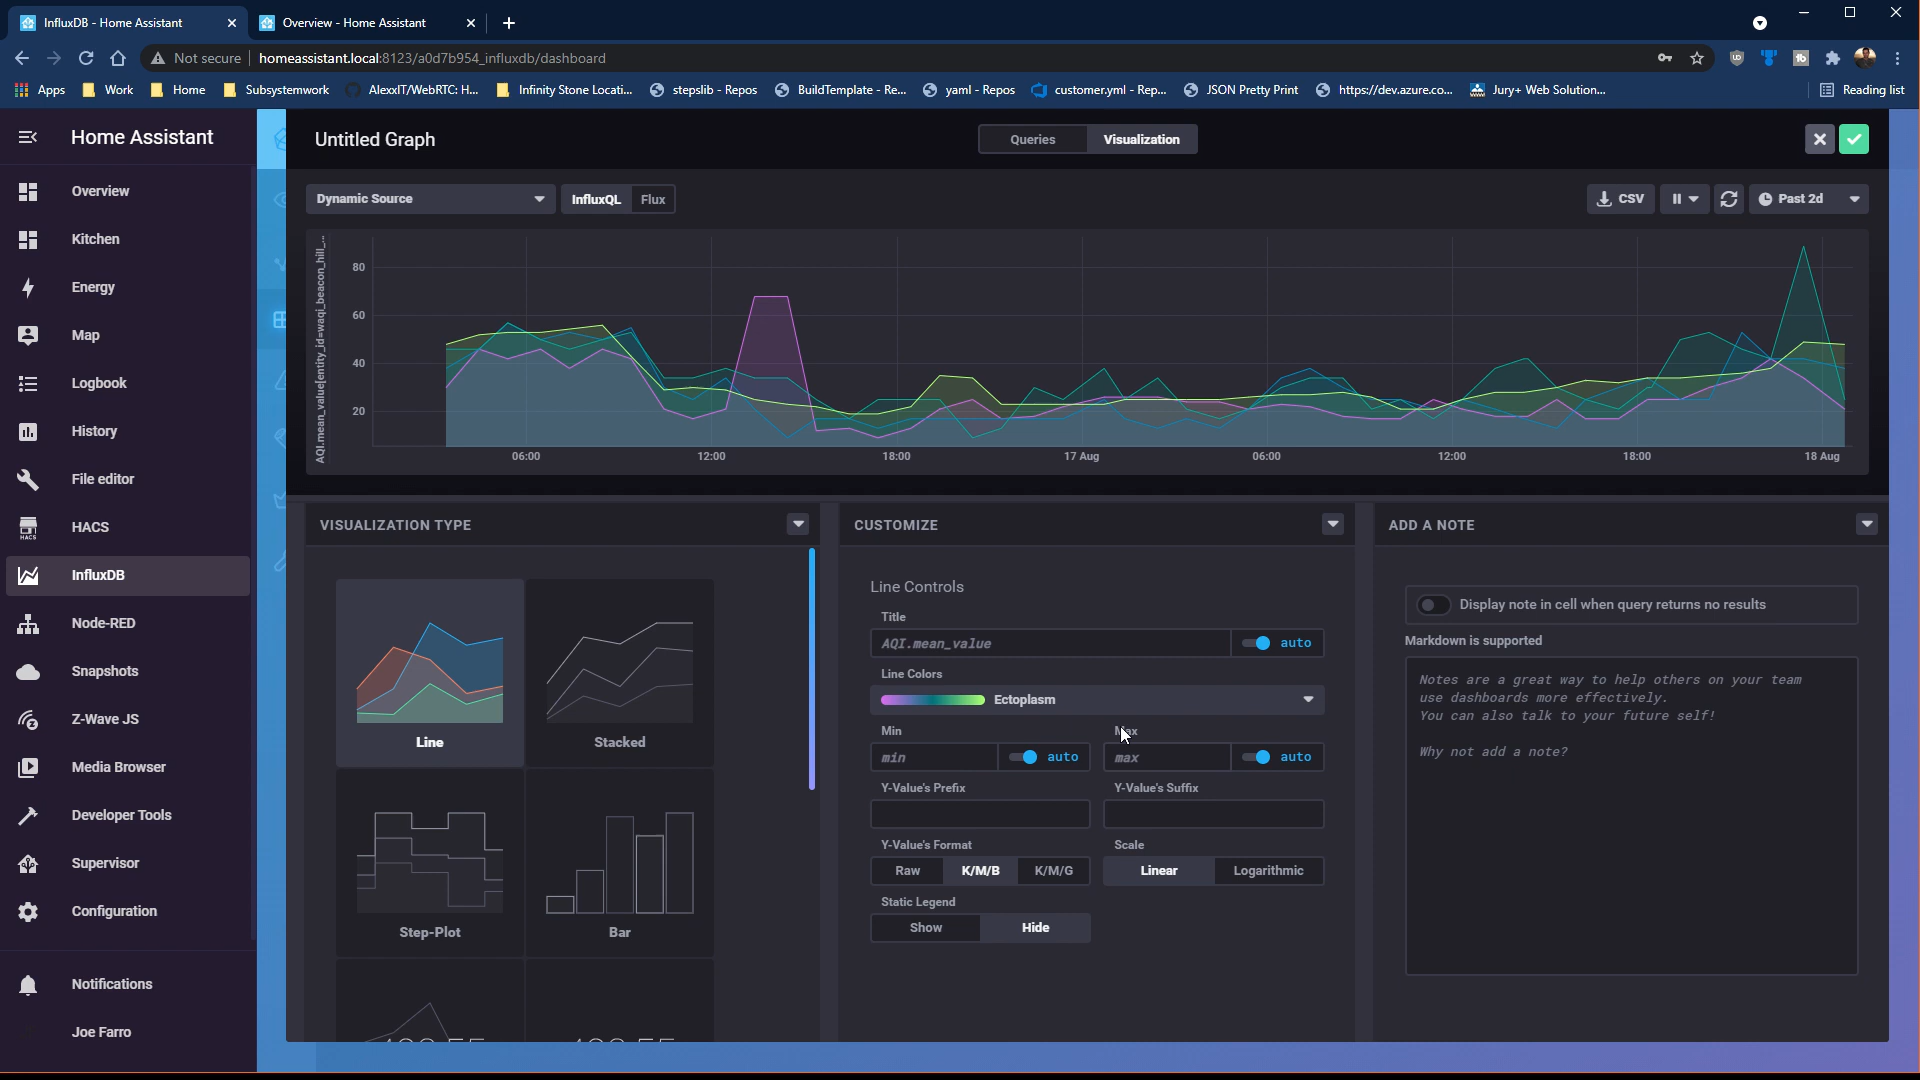 InfluxDB - Home Assistant
Overview - Home Assistant
Not secure
homeassistant.local:8123/a0d7b954_influxdb/dashboard
Apps
Work
Home
Subsystemwork
AlexxIT/WebRTC: H...
Infinity Stone Locati...
stepslib - Repos
BuildTemplate - Re...
yaml - Repos
customer.yml - Rep...
JSON Pretty Print
https://dev.azure.co...
Jury+ Web Solution...
Reading list
Home Assistant
Overview
Kitchen
Energy
Map
Logbook
History
File editor
HACS
HACS
InfluxDB
Node-RED
Snapshots
Z-Wave JS
Media Browser
Developer Tools
Supervisor
Configuration
Notifications
Joe Farro
Untitled Graph
Queries
Visualization
Dynamic Source
InfluxQL
Flux
CSV
Past 2d
AQI.mean_value[entity_id=waqi_beacon_hill_...
80
60
40
20
06:00
12:00
18:00
17 Aug
06:00
12:00
18:00
18 Aug
VISUALIZATION TYPE
Line
Stacked
Step-Plot
Bar
CUSTOMIZE
Line Controls
Title
AQI.mean_value
auto
Line Colors
Ectoplasm
Min
Max
min
auto
max
auto
Y-Value's Prefix
Y-Value's Suffix
Y-Value's Format
Scale
Raw
K/M/B
K/M/G
Linear
Logarithmic
Static Legend
Show
Hide
ADD A NOTE
Display note in cell when query returns no results
Markdown is supported
Notes are a great way to help others on your team
use dashboards more effectively.
You can also talk to your future self!
Why not add a note?